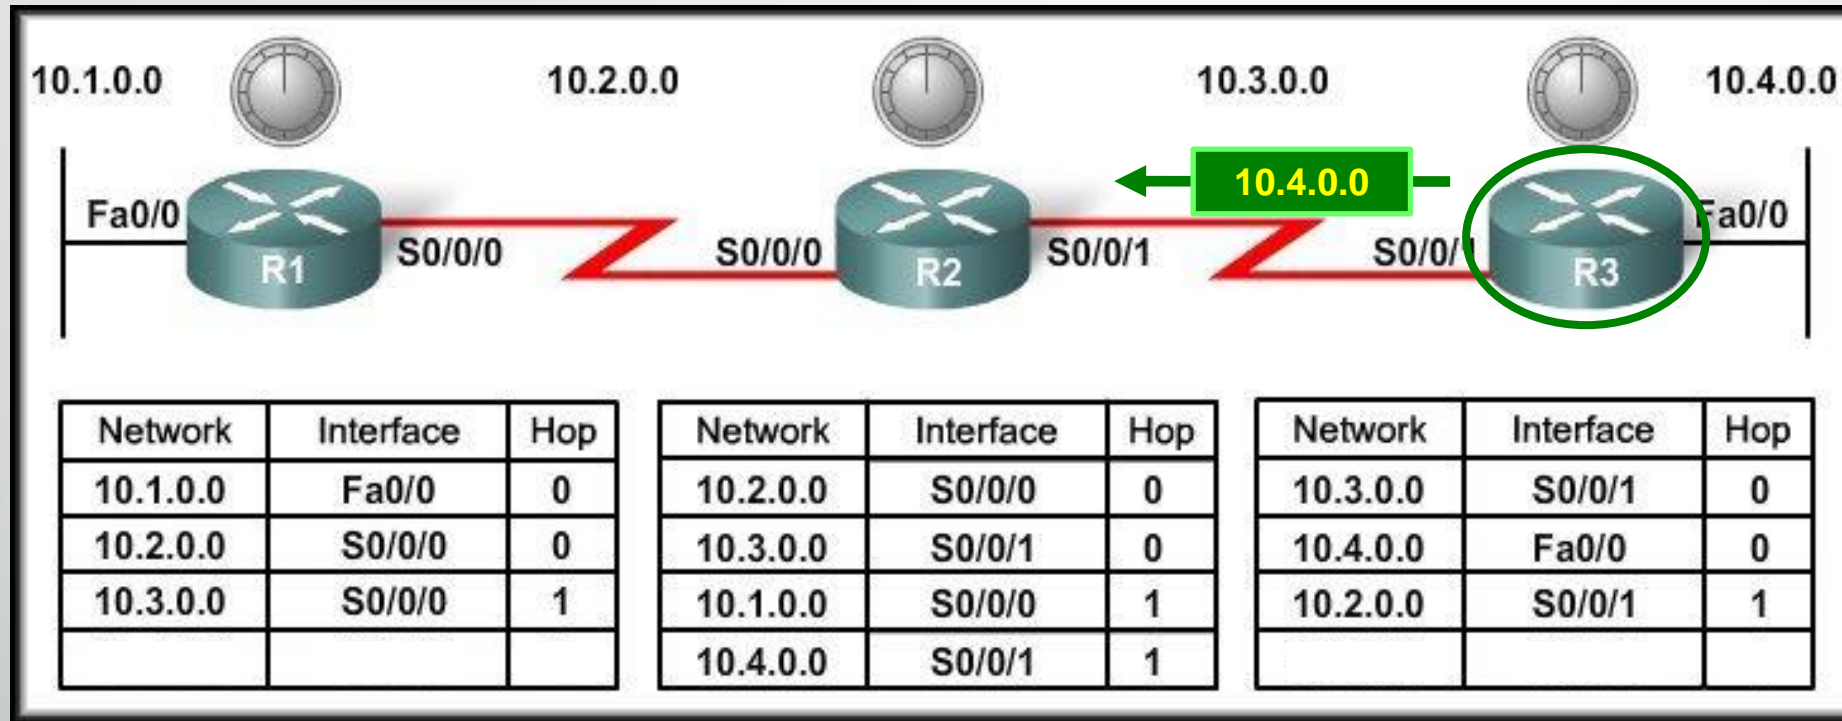 10.1.0.0 10.2.0.0 10.3.0.0 10.4.0.0
10.4.0.0
Fa0/0 Fa0/0
S0/0/0 S0/0/0 S0/0/1 S0/0/1
R1 R2 R3
Network Interface Hop
10.1.0.0 Fa0/0 0
10.2.0.0 S0/0/0 0
10.3.0.0 S0/0/0 1
Network Interface Hop
10.2.0.0 S0/0/0 0
10.3.0.0 S0/0/1 0
10.1.0.0 S0/0/0 1
10.4.0.0 S0/0/1 1
Network Interface Hop
10.3.0.0 S0/0/1 0
10.4.0.0 Fa0/0 0
10.2.0.0 S0/0/1 1